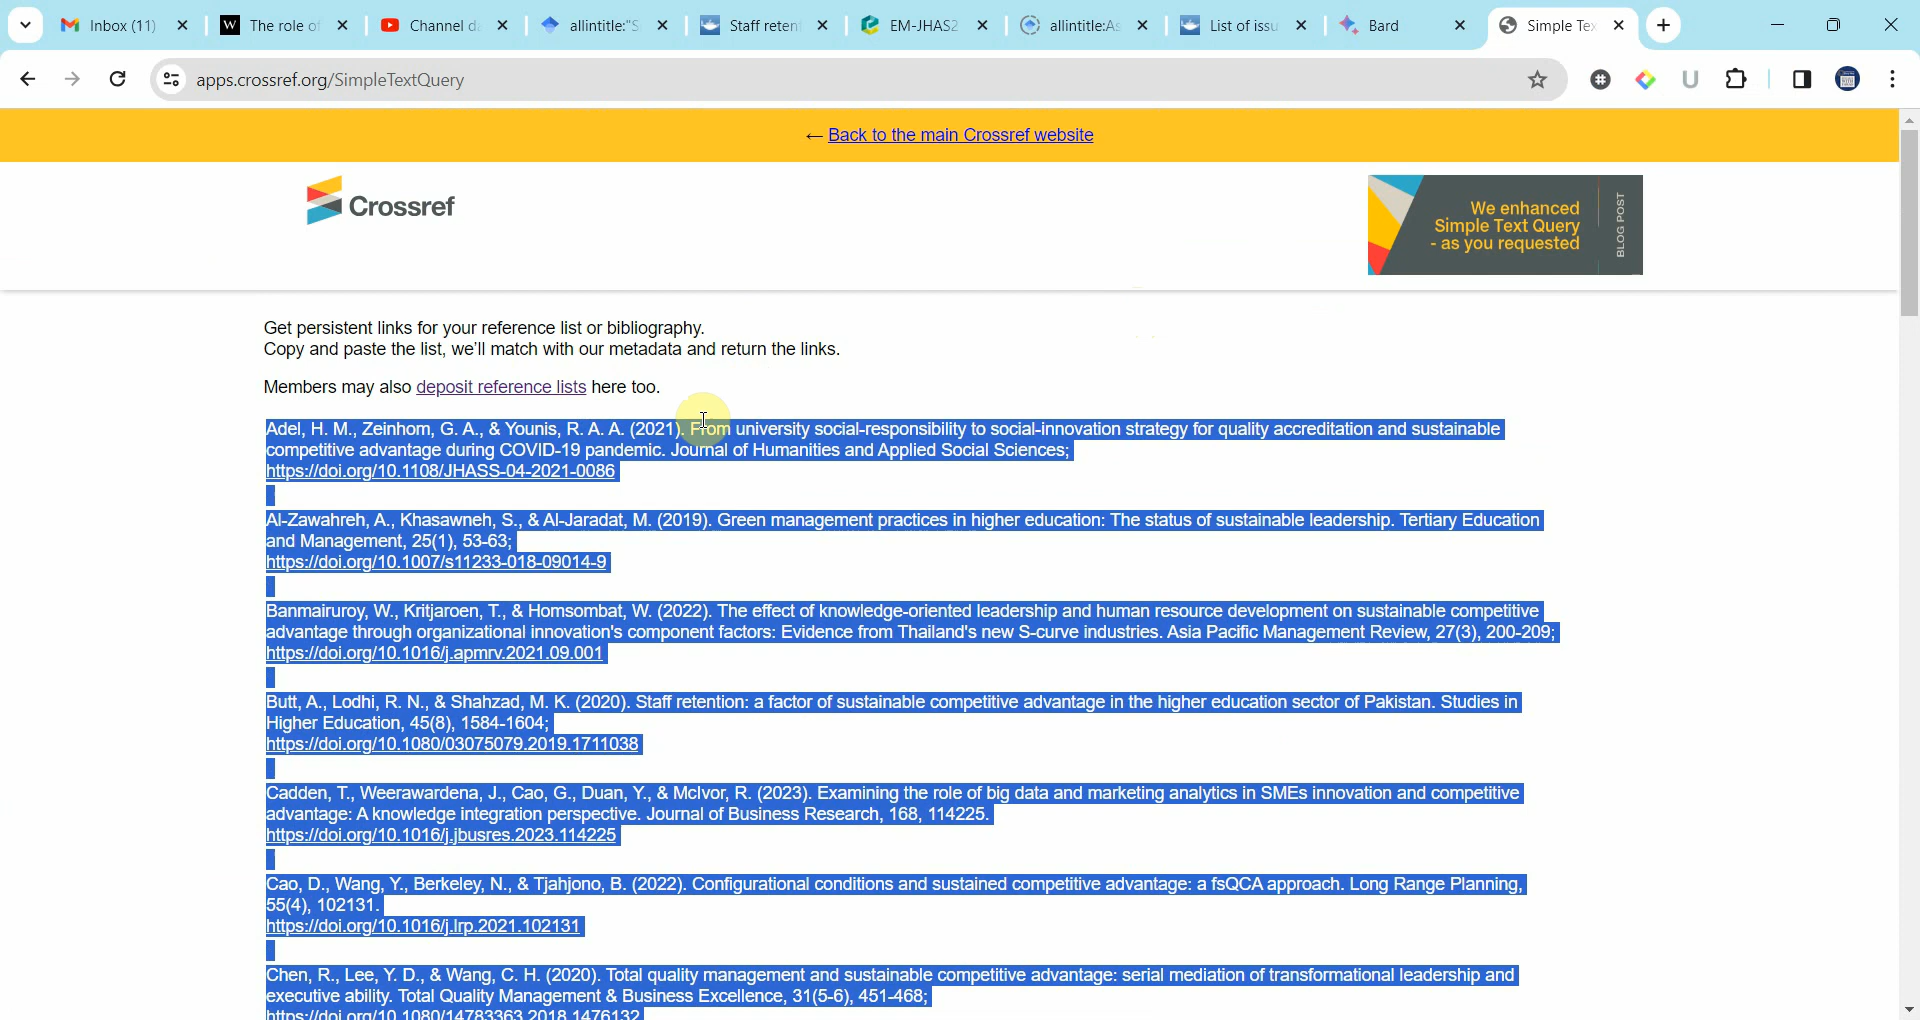 Inbox (11)
The role of
Channel da
allintitle:"S
Staff reten
EM-JHAS2
allintitle:As
List of issu
Bard
Simple Tex
apps.crossref.org/SimpleTextQuery
← Back to the main Crossref website
Crossref
We enhanced
Simple Text Query
- as you requested
BLOG POST
Get persistent links for your reference list or bibliography.
Copy and paste the list, we'll match with our metadata and return the links.
Members may also deposit reference lists here too.
Adel, H. M., Zeinhom, G. A., & Younis, R. A. A. (2021). From university social-responsibility to social-innovation strategy for quality accreditation and sustainable
competitive advantage during COVID-19 pandemic. Journal of Humanities and Applied Social Sciences;
https://doi.org/10.1108/JHASS-04-2021-0086
Al-Zawahreh, A., Khasawneh, S., & Al-Jaradat, M. (2019). Green management practices in higher education: The status of sustainable leadership. Tertiary Education
and Management, 25(1), 53-63;
https://doi.org/10.1007/s11233-018-09014-9
Banmairuroy, W., Kritjaroen, T., & Homsombat, W. (2022). The effect of knowledge-oriented leadership and human resource development on sustainable competitive
advantage through organizational innovation's component factors: Evidence from Thailand's new S-curve industries. Asia Pacific Management Review, 27(3), 200-209;
https://doi.org/10.1016/j.apmrv.2021.09.001
Butt, A., Lodhi, R. N., & Shahzad, M. K. (2020). Staff retention: a factor of sustainable competitive advantage in the higher education sector of Pakistan. Studies in
Higher Education, 45(8), 1584-1604;
https://doi.org/10.1080/03075079.2019.1711038
Cadden, T., Weerawardena, J., Cao, G., Duan, Y., & McIvor, R. (2023). Examining the role of big data and marketing analytics in SMEs innovation and competitive
advantage: A knowledge integration perspective. Journal of Business Research, 168, 114225.
https://doi.org/10.1016/j.jbusres.2023.114225
Cao, D., Wang, Y., Berkeley, N., & Tjahjono, B. (2022). Configurational conditions and sustained competitive advantage: a fsQCA approach. Long Range Planning,
55(4), 102131.
https://doi.org/10.1016/j.lrp.2021.102131
Chen, R., Lee, Y. D., & Wang, C. H. (2020). Total quality management and sustainable competitive advantage: serial mediation of transformational leadership and
executive ability. Total Quality Management & Business Excellence, 31(5-6), 451-468;
https://doi.org/10.1080/14783363.2018.1476132